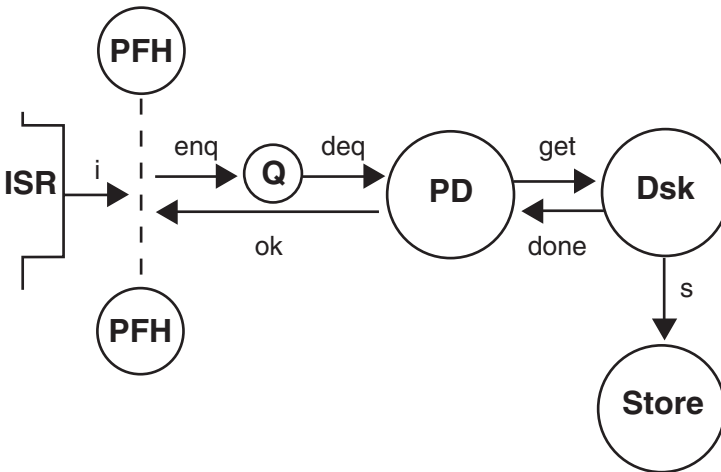 PFH
ISR
i
enq
Q
deq
PD
get
Dsk
ok
done
s
PFH
Store